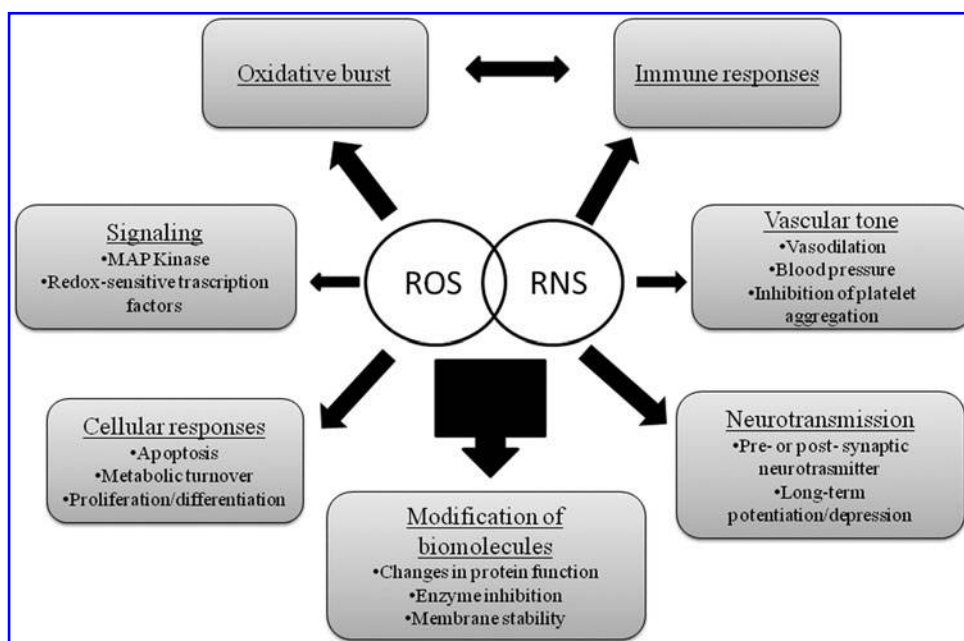 Oxidative burst
Immune responses
Signaling
•MAP Kinase
•Redox-sensitive trascription
factors
ROS
RNS
Vascular tone
•Vasodilation
•Blood pressure
•Inhibition of platelet
aggregation
Cellular responses
•Apoptosis
•Metabolic turnover
•Proliferation/differentiation
Neurotransmission
•Pre- or post- synaptic
neurotrasmitter
•Long-term
potentiation/depression
Modification of
biomolecules
•Changes in protein function
•Enzyme inhibition
•Membrane stability